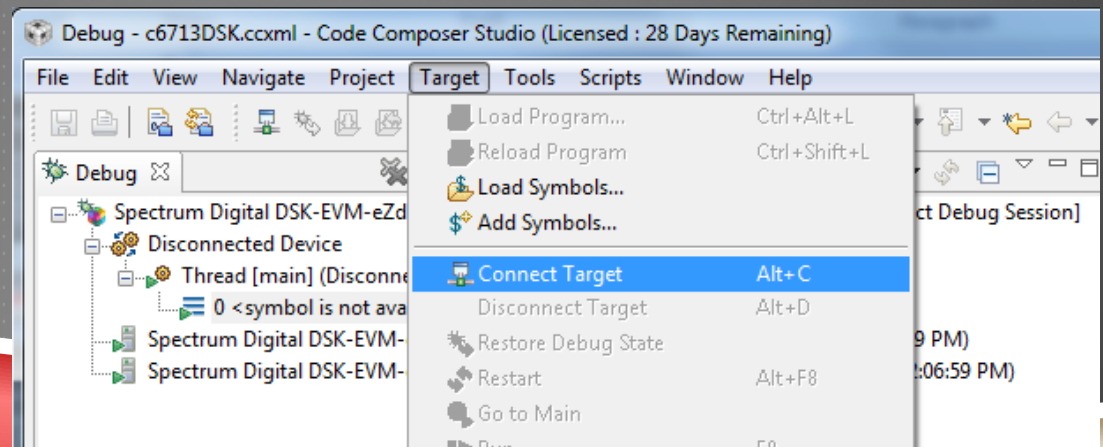 Debug - c6713DSK.ccxml - Code Composer Studio (Licensed : 28 Days Remaining)
File Edit View Navigate Project Target Tools Scripts Window Help
Load Program... Ctrl+Alt+L
Reload Program Ctrl+Shift+L
Debug
Load Symbols...
Spectrum Digital DSK-EVM-eZd Add Symbols... ct Debug Session]
Disconnected Device
Thread [main] (Disconne Connect Target Alt+C
0 <symbol is not ava Disconnect Target Alt+D
Spectrum Digital DSK-EVM- Restore Debug State 9 PM)
Spectrum Digital DSK-EVM- Restart Alt+F8 :06:59 PM)
Go to Main
Run F8